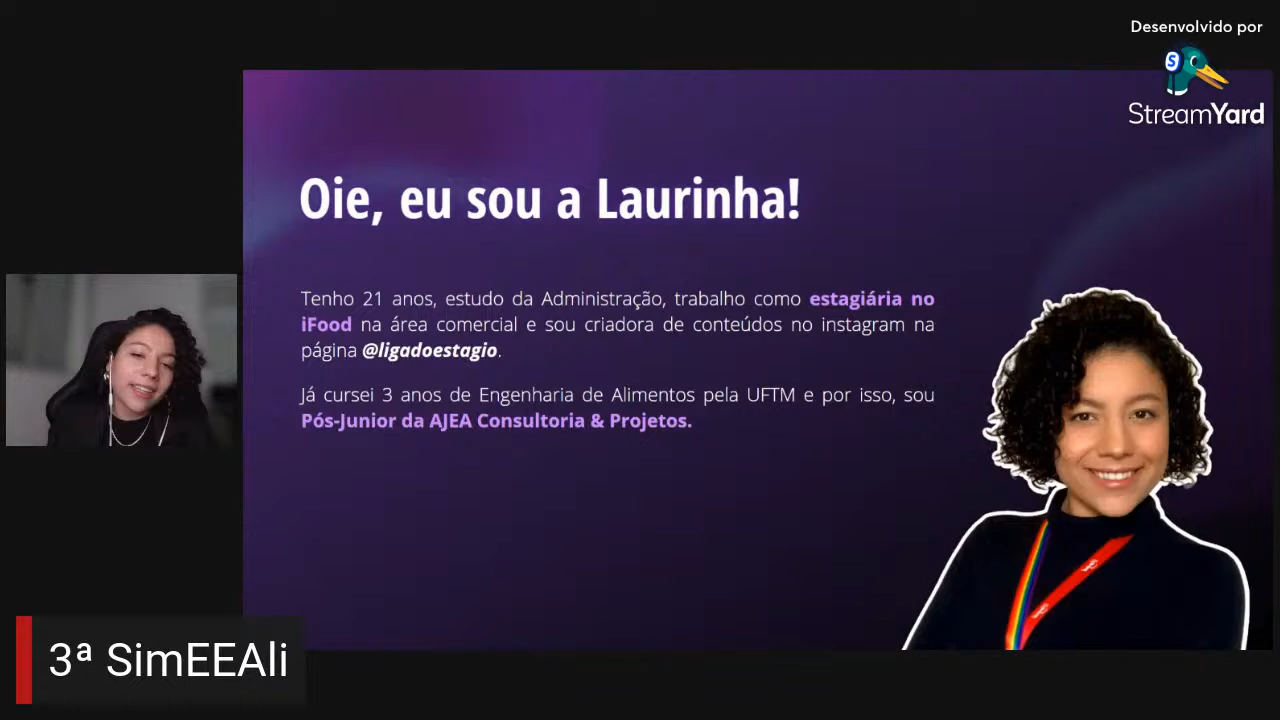 Desenvolvido por
StreamYard
Oie, eu sou a Laurinha!
Tenho 21 anos, estudo da Administração, trabalho como estagiária no
iFood na área comercial e sou criadora de conteúdos no instagram na
página @ligadoestagio.
Já cursei 3 anos de Engenharia de Alimentos pela UFTM e por isso, sou
Pós-Junior da AJEA Consultoria & Projetos.
3ª SimEEAli